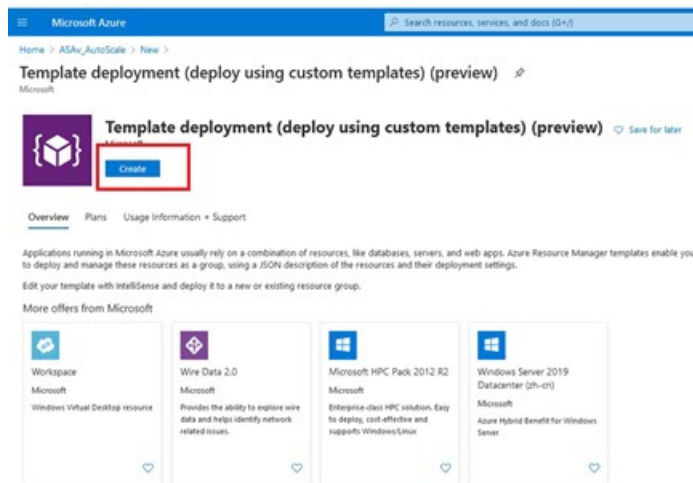 Microsoft Azure
Search resources, services, and docs (G+/)
Home > ASAv_AutoScale > New >
Template deployment (deploy using custom templates) (preview)
Microsoft
Template deployment (deploy using custom templates) (preview)
Save for later
Microsoft
Create
Overview Plans Usage Information + Support
Applications running in Microsoft Azure usually rely on a combination of resources, like databases, servers, and web apps. Azure Resource Manager templates enable you
to deploy and manage these resources as a group, using a JSON description of the resources and their deployment settings.
Edit your template with IntelliSense and deploy it to a new or existing resource group.
More offers from Microsoft
Workspace
Microsoft
Windows Virtual Desktop resource
Wire Data 2.0
Microsoft
Provides the ability to explore wire
data and helps identify network
related issues.
Microsoft HPC Pack 2012 R2
Microsoft
Enterprise-class HPC solution. Easy
to deploy, cost-effective and
supports Windows/Linux
Windows Server 2019
Datacenter (zh-cn)
Microsoft
Azure Hybrid Benefit for Windows
Server